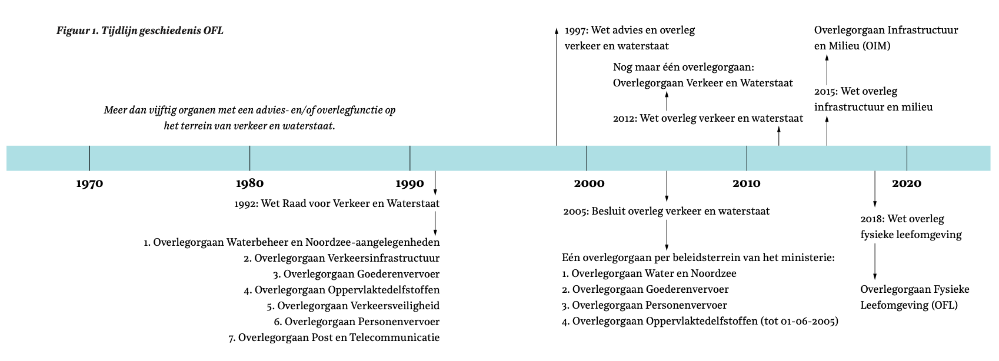 Figuur 1. Tijdlijn geschiedenis OFL
1997: Wet advies en overleg
verkeer en waterstaat
Overlegorgaan Infrastructuur
en Milieu (OIM)
Nog maar één overlegorgaan:
Overlegorgaan Verkeer en Waterstaat
2015: Wet overleg
infrastructuur en milieu
Meer dan vijftig organen met een advies- en/of overlegfunctie op
het terrein van verkeer en waterstaat.
2012: Wet overleg verkeer en waterstaat
1970 1980 1990 2000 2010 2020
1992: Wet Raad voor Verkeer en Waterstaat
1. Overlegorgaan Waterbeheer en Noordzee-aangelegenheden
2. Overlegorgaan Verkeersinfrastructuur
3. Overlegorgaan Goederenvervoer
4. Overlegorgaan Oppervlaktedelfstoffen
5. Overlegorgaan Verkeersveiligheid
6. Overlegorgaan Personenvervoer
7. Overlegorgaan Post en Telecommunicatie
2005: Besluit overleg verkeer en waterstaat
Eén overlegorgaan per beleidsterrein van het ministerie:
1. Overlegorgaan Water en Noordzee
2. Overlegorgaan Goederenvervoer
3. Overlegorgaan Personenvervoer
4. Overlegorgaan Oppervlaktedelfstoffen (tot 01-06-2005)
2018: Wet overleg
fysieke leefomgeving
Overlegorgaan Fysieke
Leefomgeving (OFL)